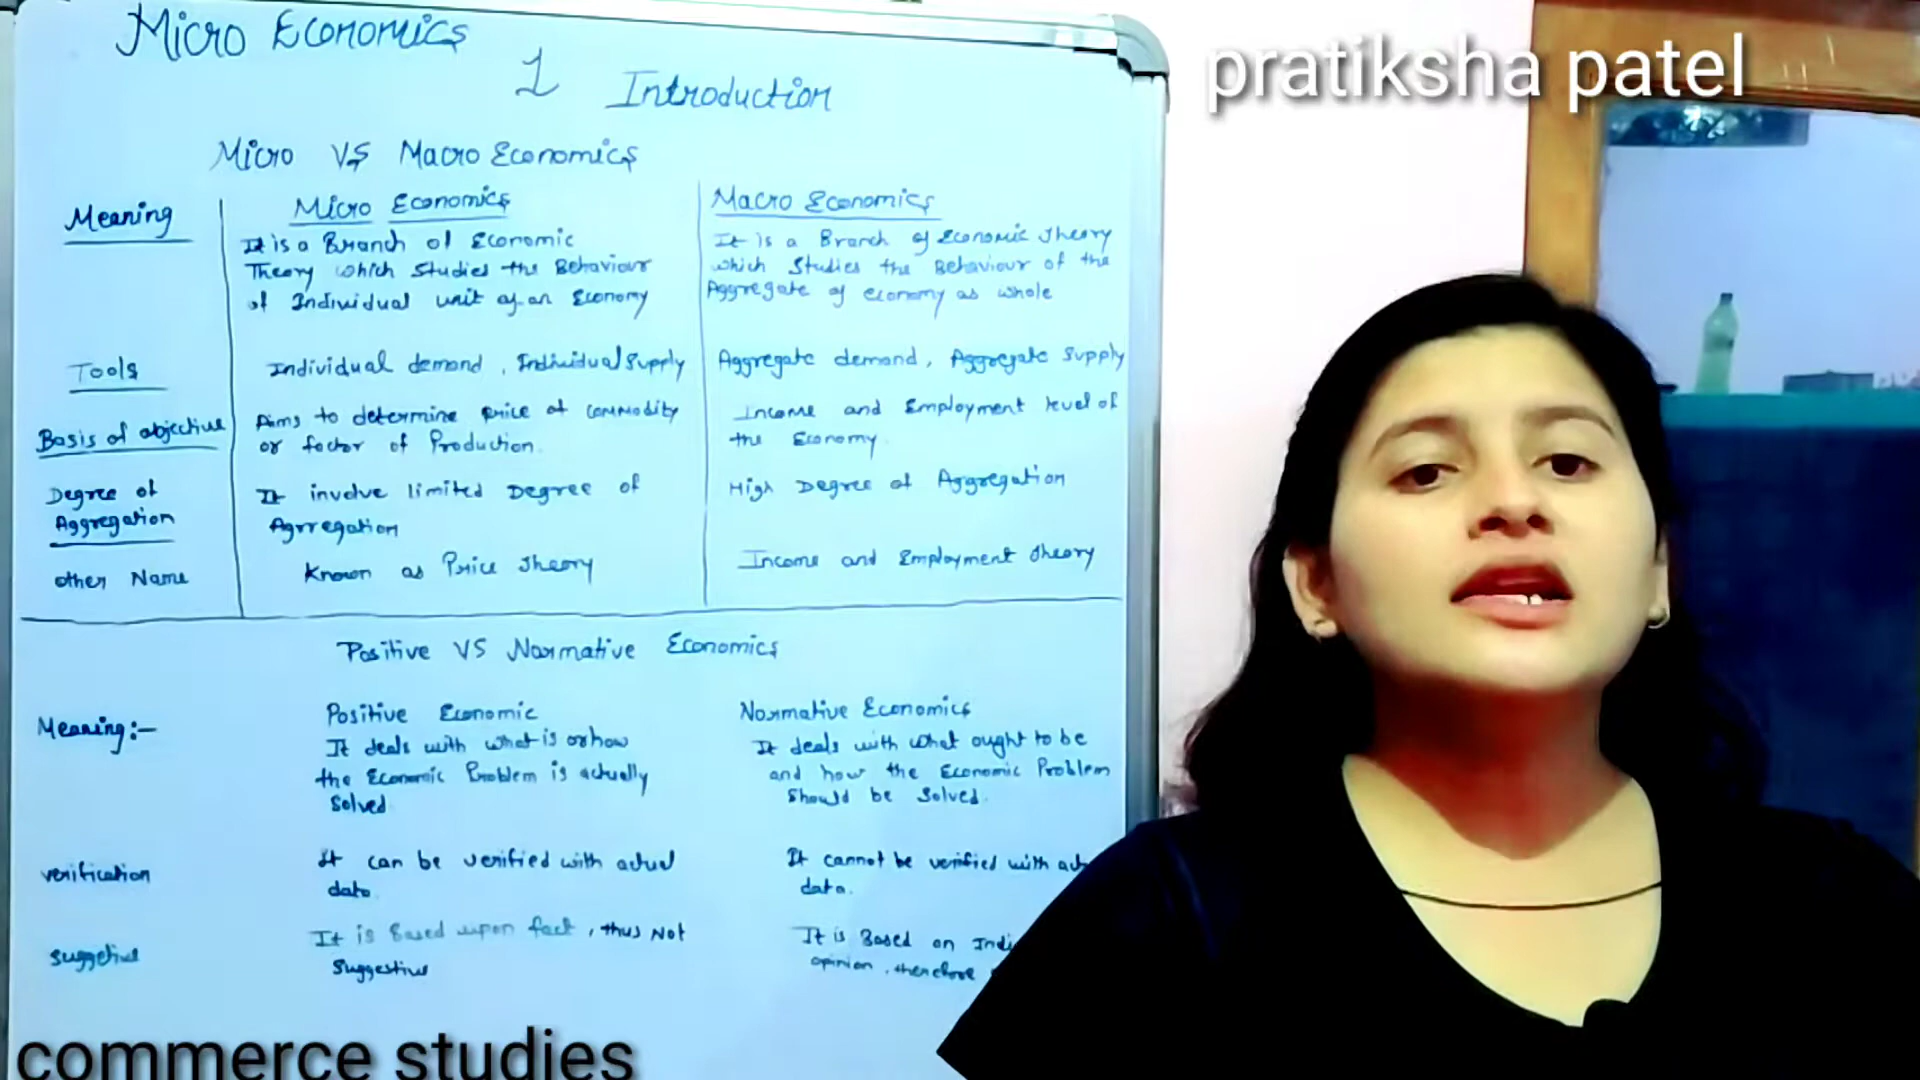 Micro Economics
1 Introduction
pratiksha patel
Micro VS Macro Economics
Meaning
Micro Economics
It is a Branch of Economic
Theory which Studies the Behaviour
of Individual unit of an Economy
Macro Economics
It is a Branch of Economic Theory
which Studies the Behaviour of the
Aggregate of economy as whole
Tools
Individual demand, Individual Supply
Aggregate demand, Aggregate Supply
Basis of objective
Aims to determine price of commodity
or factor of Production.
Income and Employment level of
the Economy.
Degree of
Aggregation
It involve limited Degree of
Agrregation
High Degree of Aggregation
other Name
Known as Price Theory
Income and Employment Theory
Positive VS Normative Economics
Meaning:-
Positive Economic
It deals with what is or how
the Economic Problem is actually
Solved.
Normative Economics
It deals with what ought to be
and how the Economic Problem
Should be Solved.
verification
It can be verified with actual
data.
It cannot be verified with
data.
suggetive
It is Based upon fact, thus Not
Suggestive
It is Based on
opinion, therefore
commerce studies